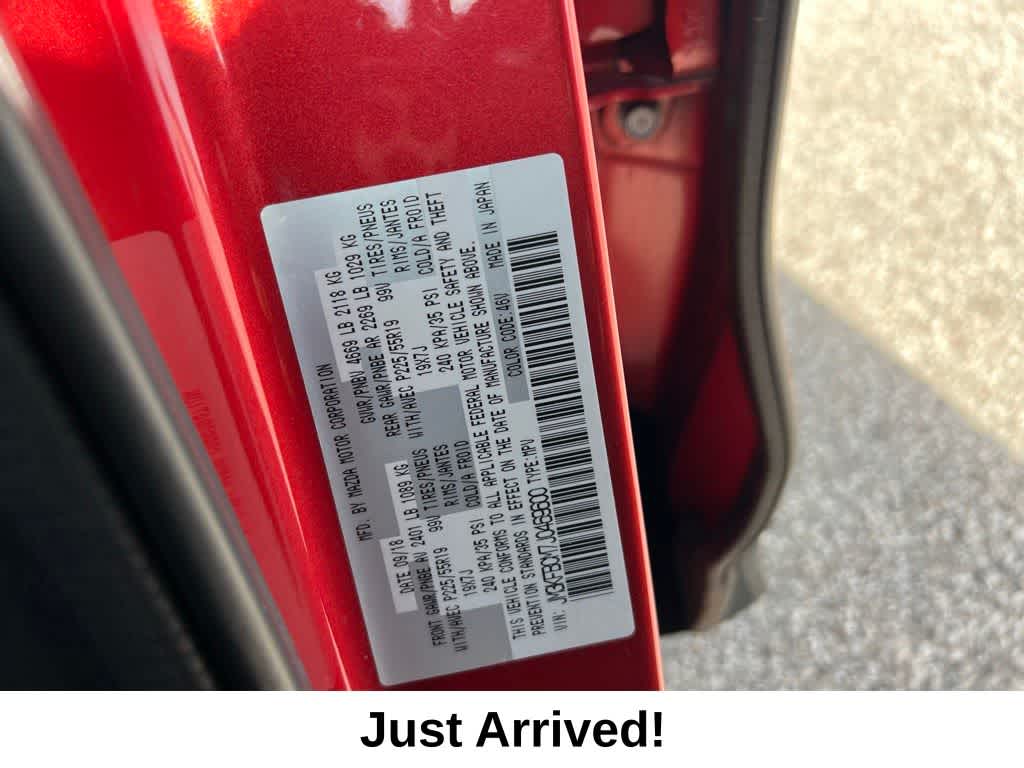 MFD. BY MAZDA MOTOR CORPORATION
DATE 09/18 GVWR/PNBV 4669 LB 2118 KG
FRONT GAWR/PNBE AV 2401 LB 1089 KG REAR GAWR/PNBE AR 2269 LB 1029 KG
WITH/AVEC P225/55R19 99V TIRES/PNEUS WITH/AVEC P225/55R19 99V TIRES/PNEUS
19X7J RIMS/JANTES 19X7J RIMS/JANTES
240 KPA/35 PSI COLD/A FROID 240 KPA/35 PSI COLD/A FROID
THIS VEHICLE CONFORMS TO ALL APPLICABLE FEDERAL MOTOR VEHICLE SAFETY AND THEFT
PREVENTION STANDARDS IN EFFECT ON THE DATE OF MANUFACTURE SHOWN ABOVE.
VIN: JM3KFBCM7J0469600 TYPE:MPV COLOR CODE:46V MADE IN JAPAN
Just Arrived!